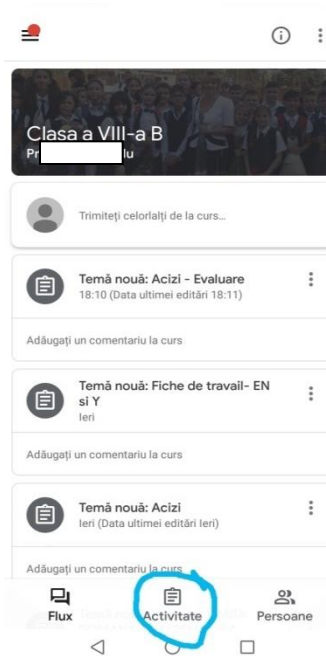 Clasa a VIII-a B
Pr lu
Trimiteți celorlalți de la curs...
Temă nouă: Acizi - Evaluare
18:10 (Data ultimei editări 18:11)
Adăugați un comentariu la curs
Temă nouă: Fiche de travail- EN
si Y
Ieri
Adăugați un comentariu la curs
Temă nouă: Acizi
Ieri (Data ultimei editări Ieri)
Adăugați un comentariu la curs
Flux
Activitate
Persoane